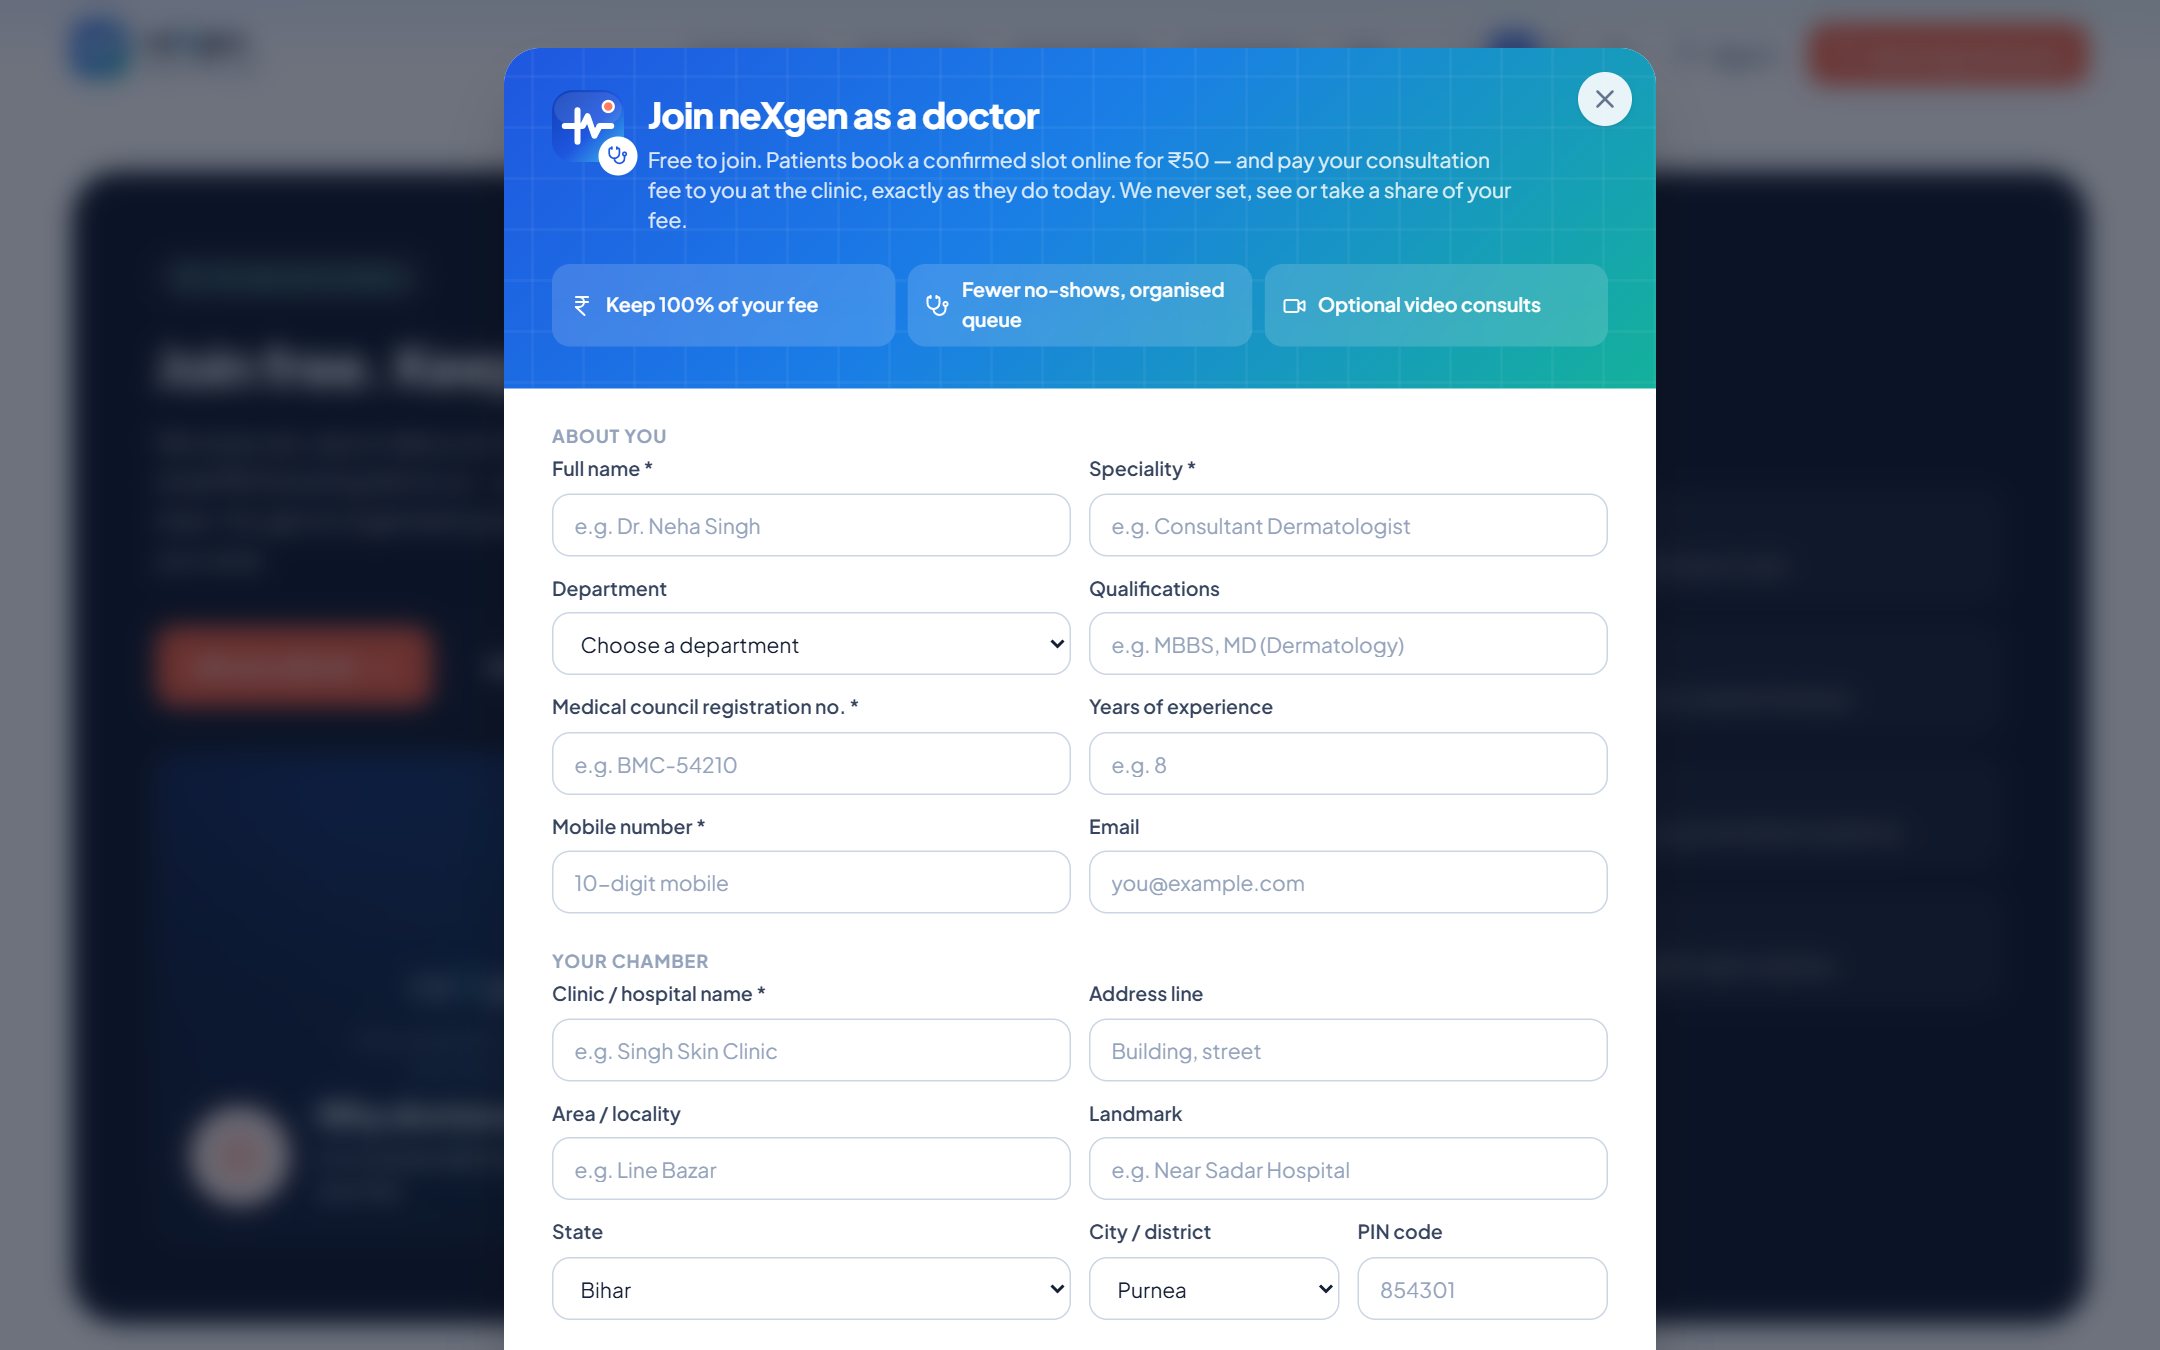 Join neXgen as a doctor
Free to join. Patients book a confirmed slot online for ₹50 — and pay your consultation
fee to you at the clinic, exactly as they do today. We never set, see or take a share of your
fee.
Keep 100% of your fee
Fewer no-shows, organised
queue
Optional video consults
ABOUT YOU
Full name *
Speciality *
e.g. Dr. Neha Singh
e.g. Consultant Dermatologist
Department
Qualifications
Choose a department
e.g. MBBS, MD (Dermatology)
Medical council registration no. *
Years of experience
e.g. BMC-54210
e.g. 8
Mobile number *
Email
10-digit mobile
you@example.com
YOUR CHAMBER
Clinic / hospital name *
Address line
e.g. Singh Skin Clinic
Building, street
Area / locality
Landmark
e.g. Line Bazar
e.g. Near Sadar Hospital
State
City / district
PIN code
Bihar
Purnea
854301
Join free. Keep